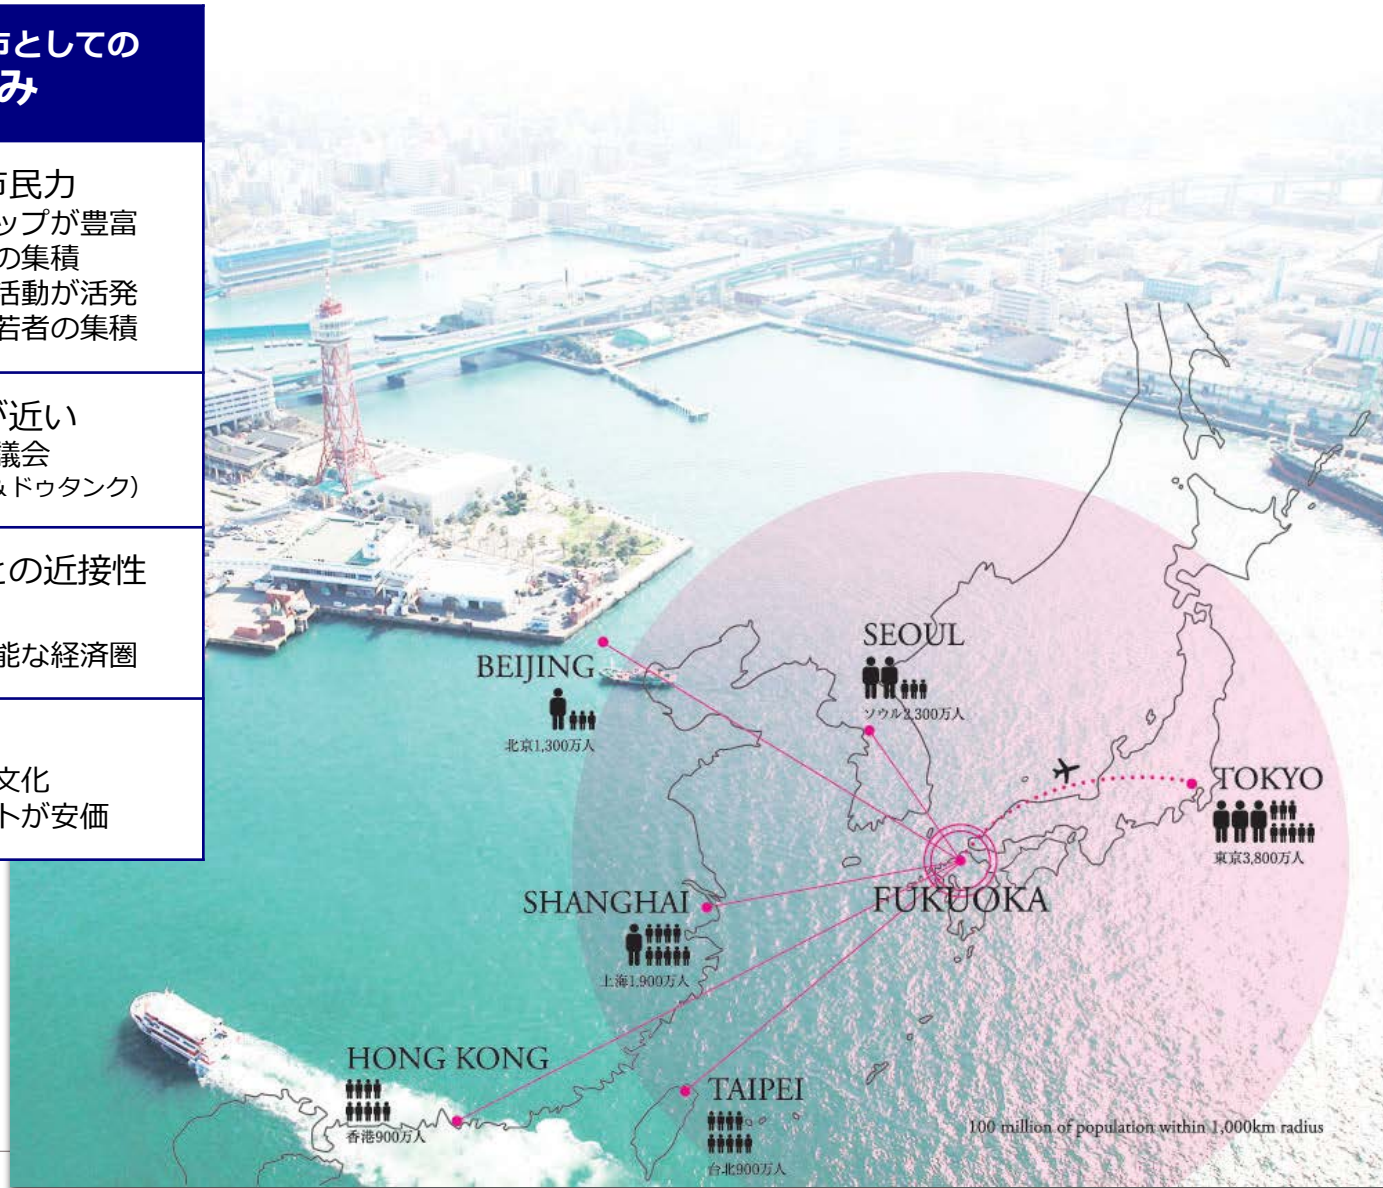 市としての
み
市民力
ップが豊富
の集積
活動が活発
若者の集積
が近い
議会
&ドゥタンク）
との近接性
能な経済圏
文化
トが安価
SEOUL
ソウル2,300万人
BEIJING
北京1,300万人
TOKYO
東京3,800万人
SHANGHAI
上海1,900万人
FUKUOKA
HONG KONG
香港900万人
TAIPEI
台北900万人
100 million of population within 1,000km radius